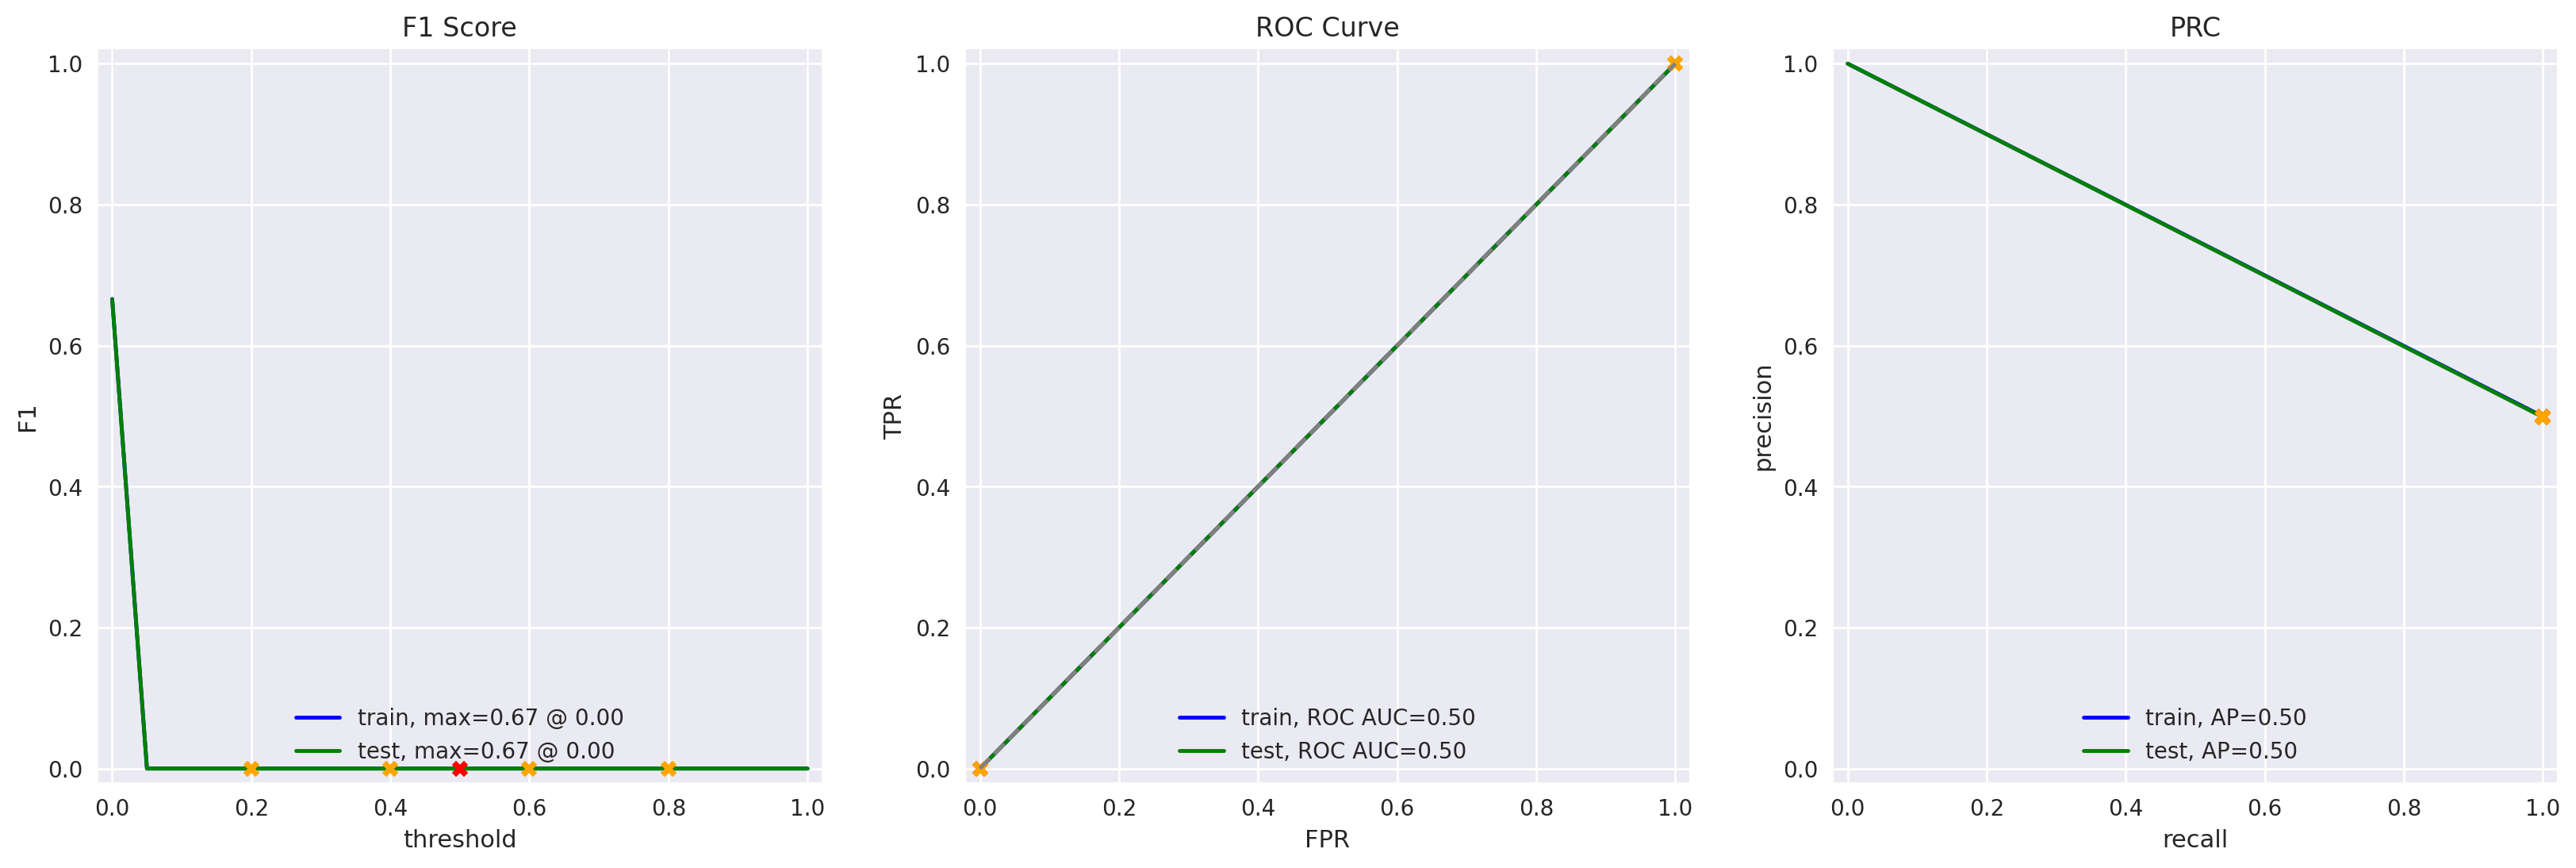 F1 Score
F1
1.0
0.8
0.6
0.4
0.2
0.0
train, max=0.67 @ 0.00
test, max=0.67 @ 0.00
0.0 0.2 0.4 0.6 0.8 1.0
threshold
ROC Curve
TPR
1.0
0.8
0.6
0.4
0.2
0.0
train, ROC AUC=0.50
test, ROC AUC=0.50
0.0 0.2 0.4 0.6 0.8 1.0
FPR
PRC
precision
1.0
0.8
0.6
0.4
0.2
0.0
train, AP=0.50
test, AP=0.50
0.0 0.2 0.4 0.6 0.8 1.0
recall